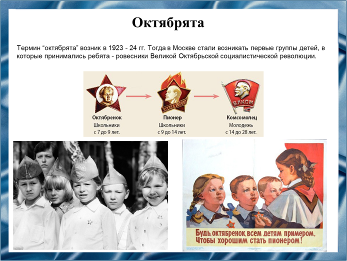 Октябрята
Термин “октябрята” возник в 1923 - 24 гг. Тогда в Москве стали возникать первые группы детей, в
которые принимались ребята - ровесники Великой Октябрьской социалистической революции.
Октябренок Пионер Комсомолец
Школьники Школьники Молодежь
с 7 до 9 лет. с 9 до 14 лет. с 14 до 28 лет.
ВЛКСМ
Будь октябренок всем детям примером.
Чтобы хорошим стать пионером!